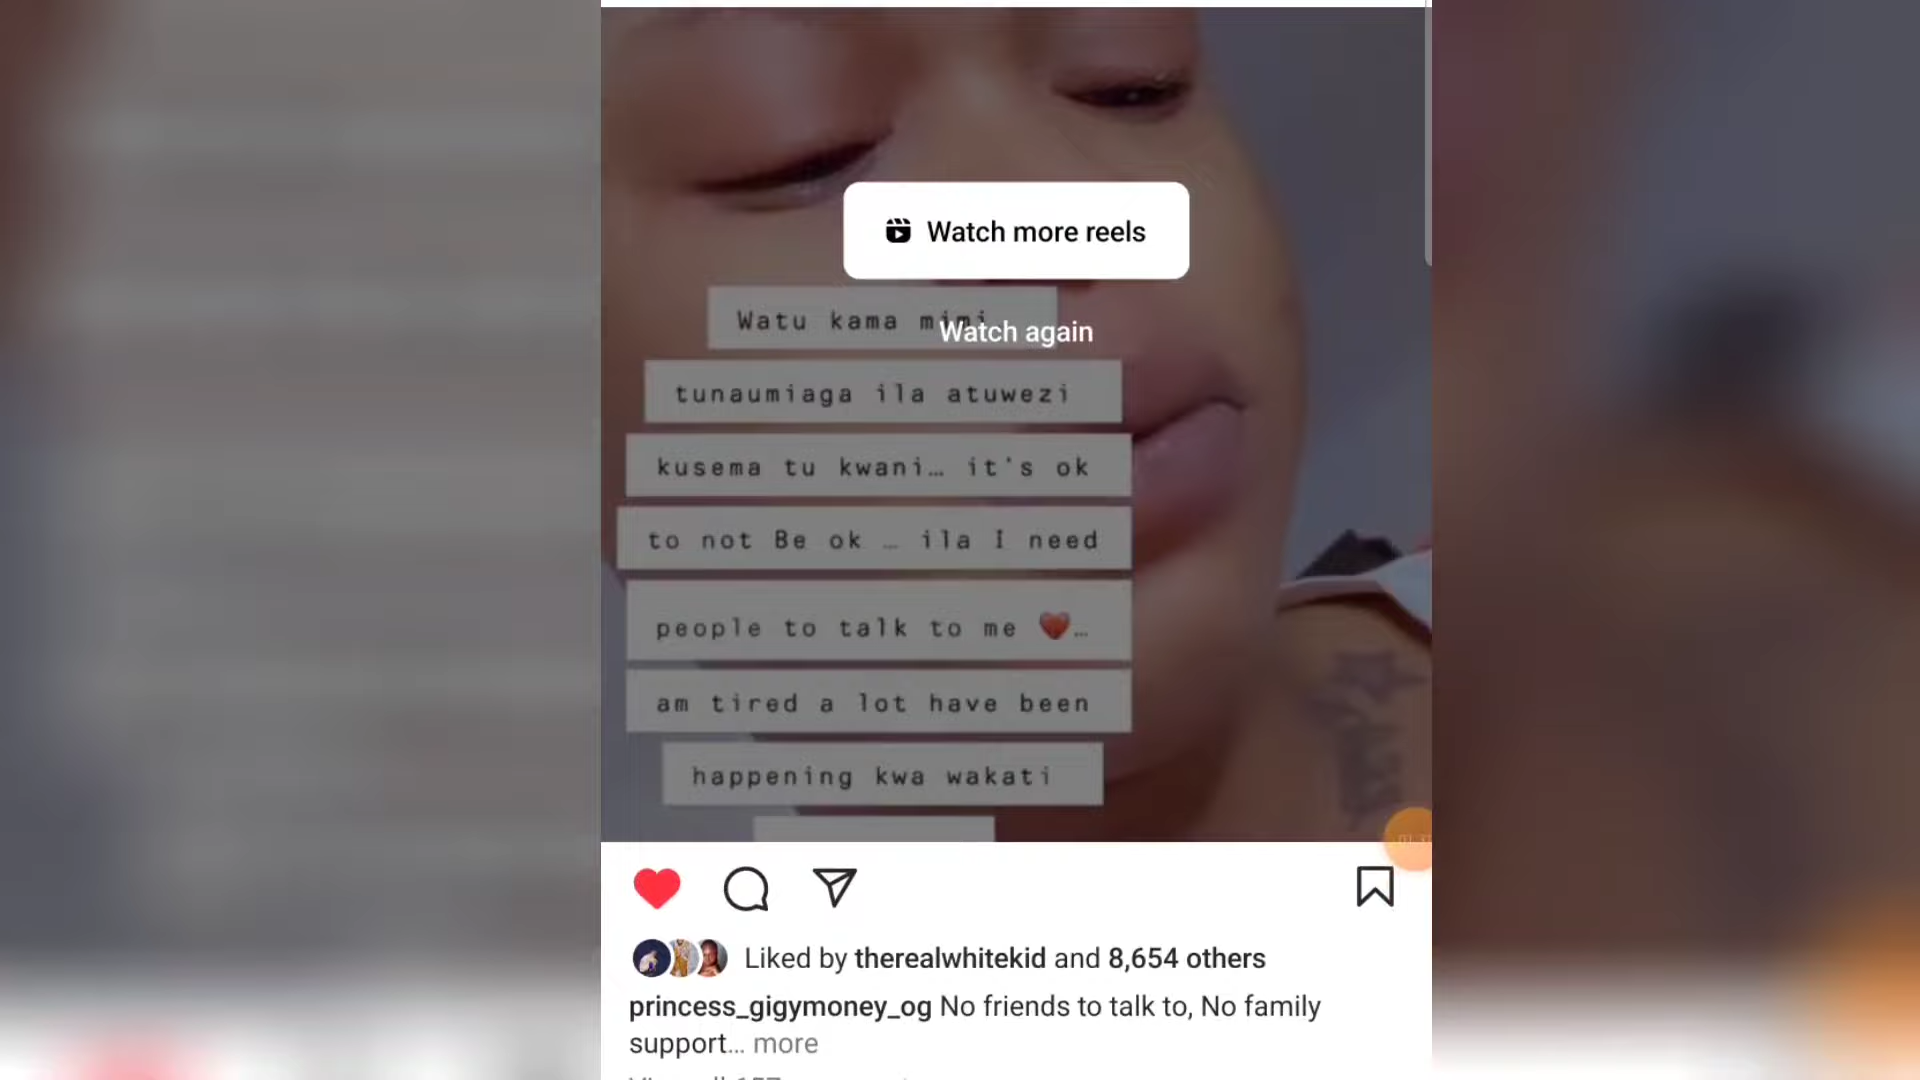 Watch more reels
Watu kama mimi
Watch again
tunaumiaga ila atuwezi
kusema tu kwani… it's ok
to not Be ok … ila I need
people to talk to me 💔…
am tired a lot have been
happening kwa wakati
Liked by therealwhitekid and 8,654 others
princess_gigymoney_og No friends to talk to, No family
support… more